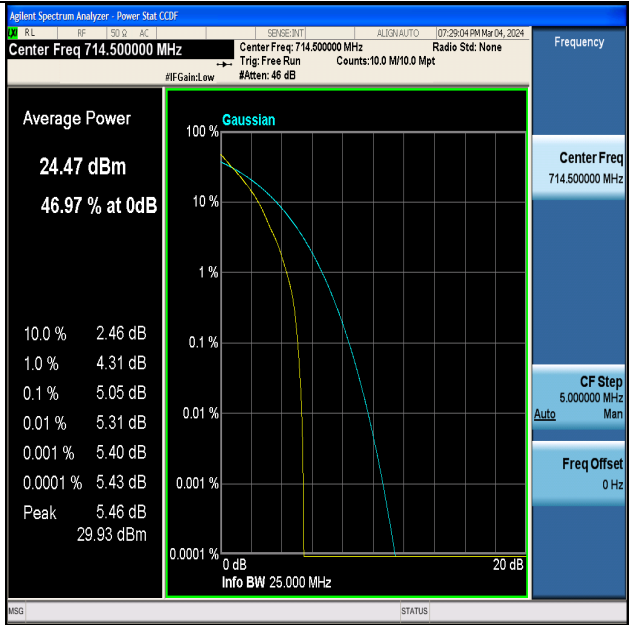 Agilent Spectrum Analyzer - Power Stat CCDF
RL RF 50 Ω AC SENSE:INT ALIGN AUTO 07:29:04 PM Mar 04, 2024
Center Freq 714.500000 MHz
Center Freq: 714.500000 MHz Radio Std: None
Trig: Free Run Counts:10.0 M/10.0 Mpt
#IFGain:Low #Atten: 46 dB
Frequency
Average Power
24.47 dBm
46.97 % at 0dB
10.0 % 2.46 dB
1.0 % 4.31 dB
0.1 % 5.05 dB
0.01 % 5.31 dB
0.001 % 5.40 dB
0.0001 % 5.43 dB
Peak 5.46 dB
29.93 dBm
Gaussian
100 %
10 %
1 %
0.1 %
0.01 %
0.001 %
0.0001 %
0 dB 20 dB
Info BW 25.000 MHz
Center Freq
714.500000 MHz
CF Step
5.000000 MHz
Auto Man
Freq Offset
0 Hz
MSG STATUS